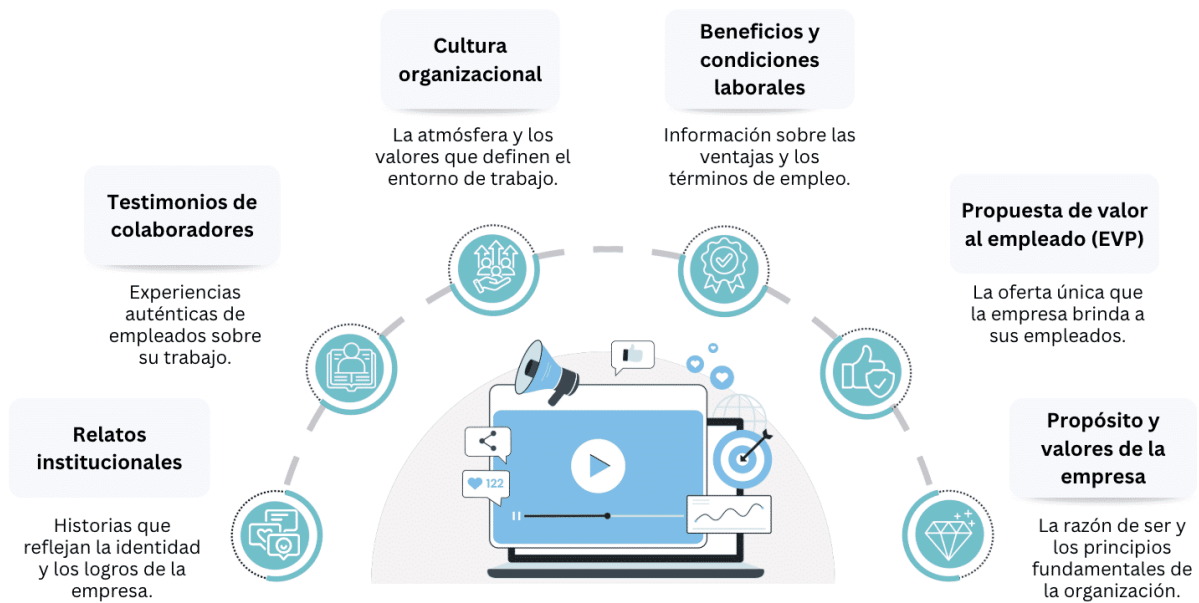 Relatos
institucionales
Historias que
reflejan la identidad
y los logros de la
empresa.
Testimonios de
colaboradores
Experiencias
auténticas de
empleados sobre
su trabajo.
Cultura
organizacional
La atmósfera y los
valores que definen el
entorno de trabajo.
Beneficios y
condiciones
laborales
Información sobre las
ventajas y los
términos de empleo.
Propuesta de valor
al empleado (EVP)
La oferta única que
la empresa brinda a
sus empleados.
Propósito y
valores de la
empresa
La razón de ser y
los principios
fundamentales de
la organización.
122